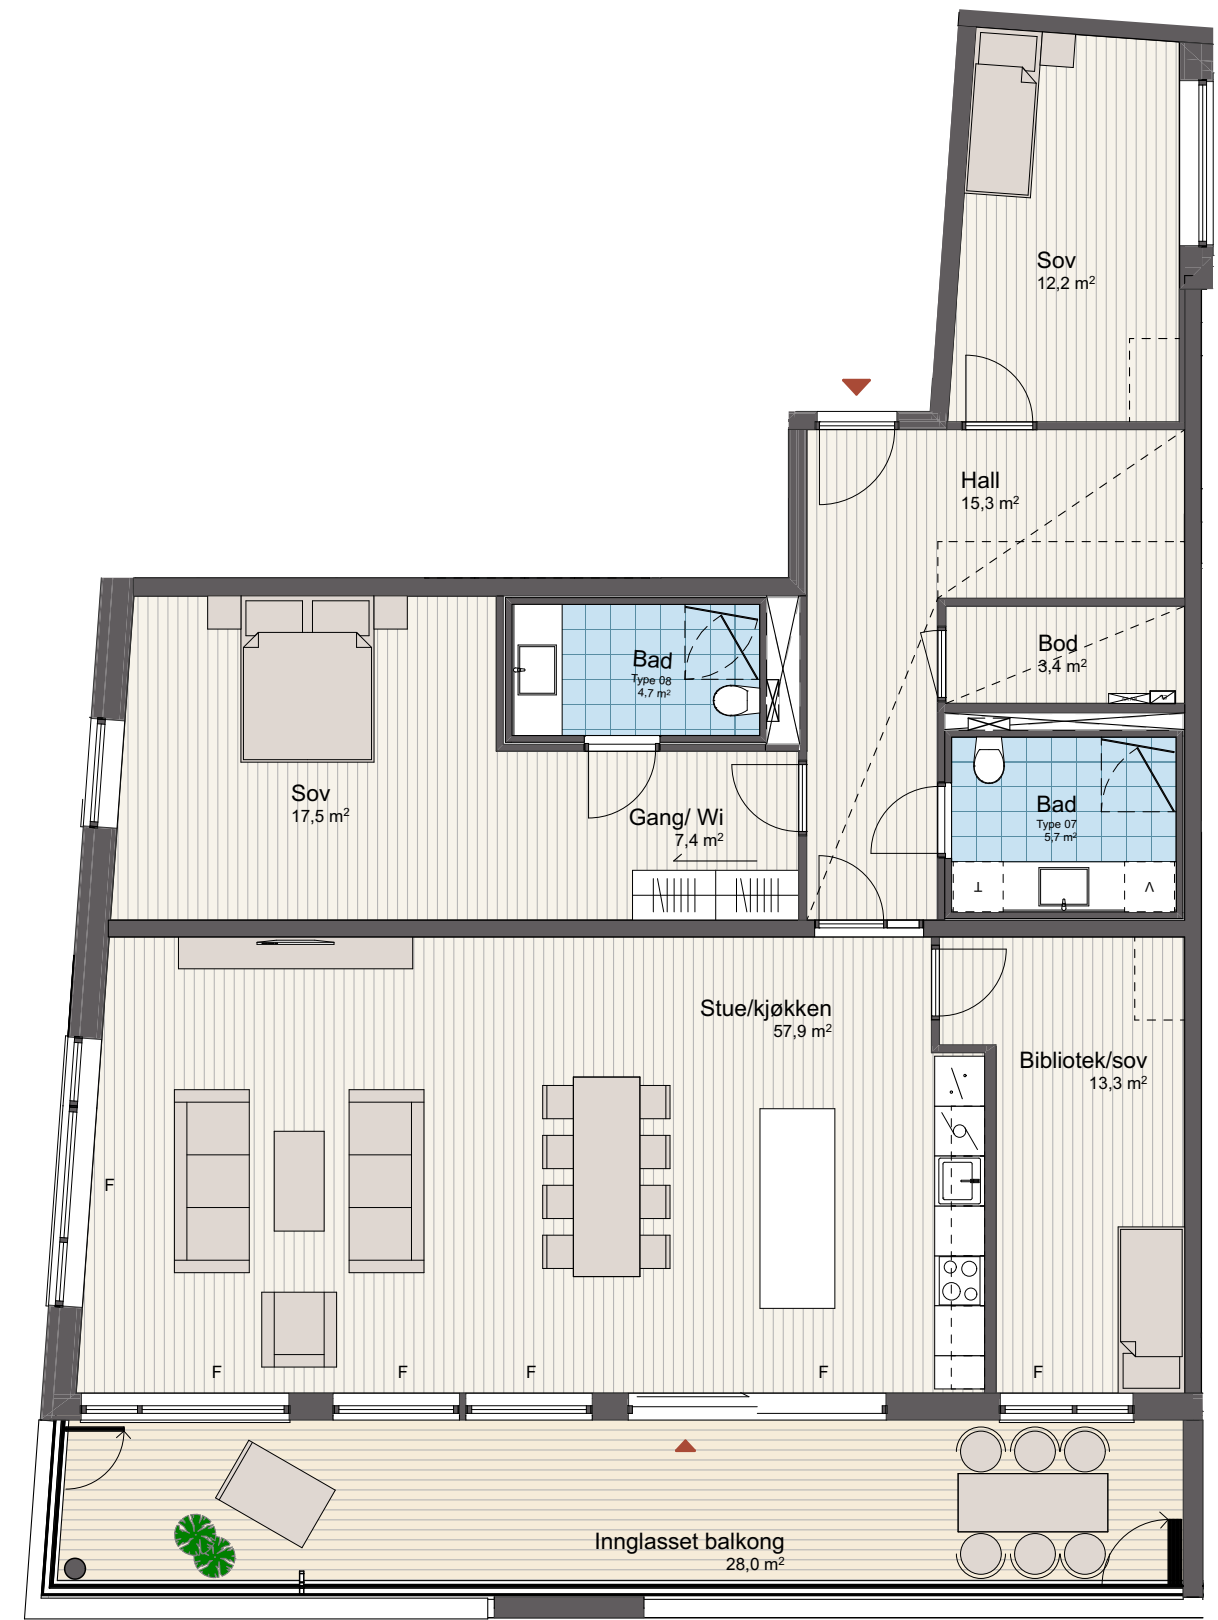 Sov
12,2 m²
Hall
15,3 m²
Bod
3,4 m²
Bad
Type 08
4,7 m²
Sov
17,5 m²
Gang/ Wi
7,4 m²
Bad
Type 07
5,7 m²
T
V
Stue/kjøkken
57,9 m²
Bibliotek/sov
13,3 m²
F
F
F
F
F
F
Innglasset balkong
28,0 m²